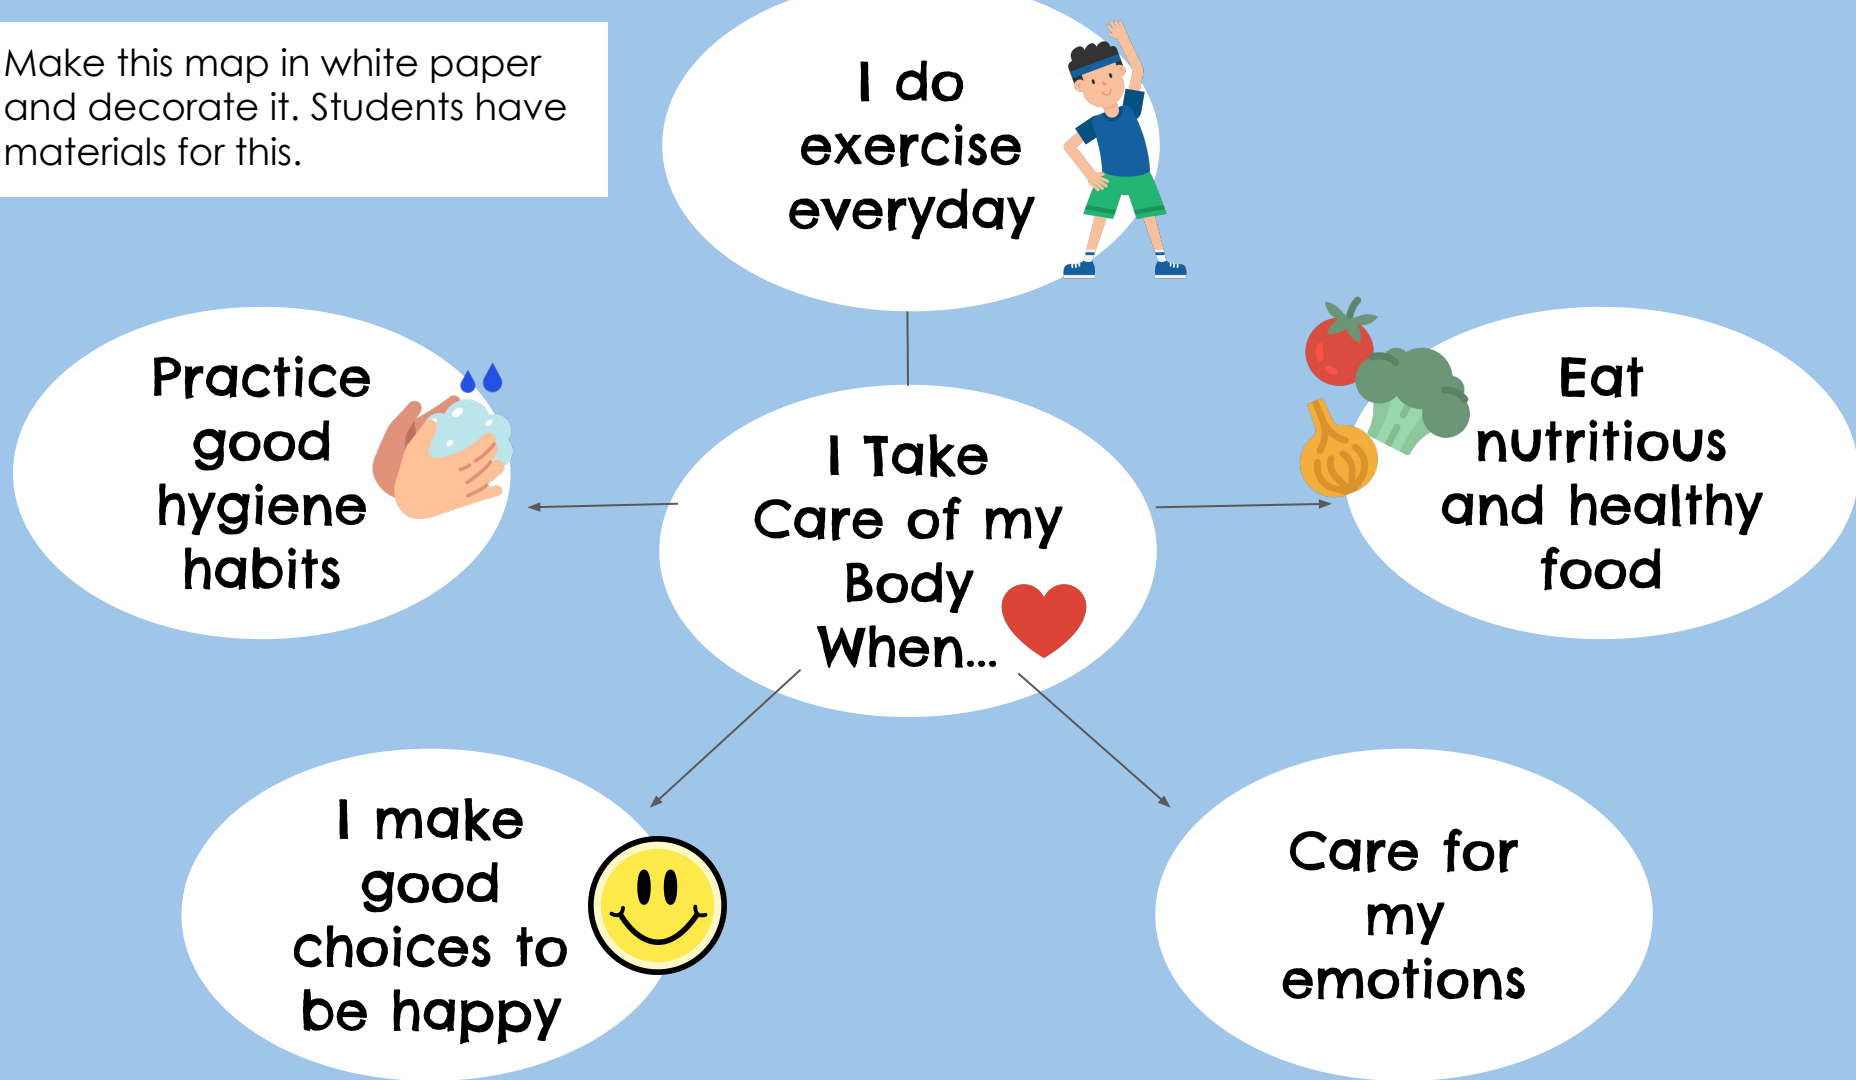 Make this map in white paper
and decorate it. Students have
materials for this.
I do
exercise
everyday
Practice
good
hygiene
habits
I Take
Care of my
Body
When...
Eat
nutritious
and healthy
food
I make
good
choices to
be happy
Care for
my
emotions